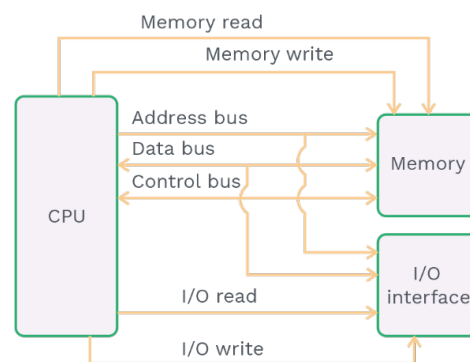 Memory read
Memory write
Address bus
Data bus
Control bus
CPU
Memory
I/O
interface
I/O read
I/O write